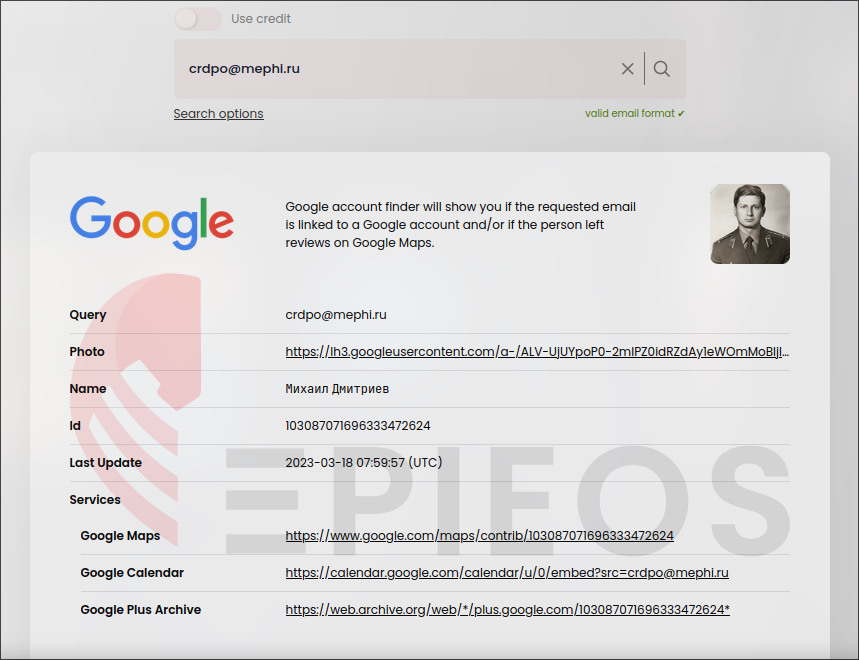 Use credit
crdpo@mephi.ru
Search options
valid email format ✓
Google
Google account finder will show you if the requested email
is linked to a Google account and/or if the person left
reviews on Google Maps.
Query crdpo@mephi.ru
Photo https://lh3.googleusercontent.com/a-/ALV-UjUYpoP0-2mIPZ0idRZdAy1eWOmMoBIjI...
Name Михаил Дмитриев
Id 103087071696333472624
Last Update 2023-03-18 07:59:57 (UTC)
EPIEOS
Services
Google Maps https://www.google.com/maps/contrib/103087071696333472624
Google Calendar https://calendar.google.com/calendar/u/0/embed?src=crdpo@mephi.ru
Google Plus Archive https://web.archive.org/web/*/plus.google.com/103087071696333472624*